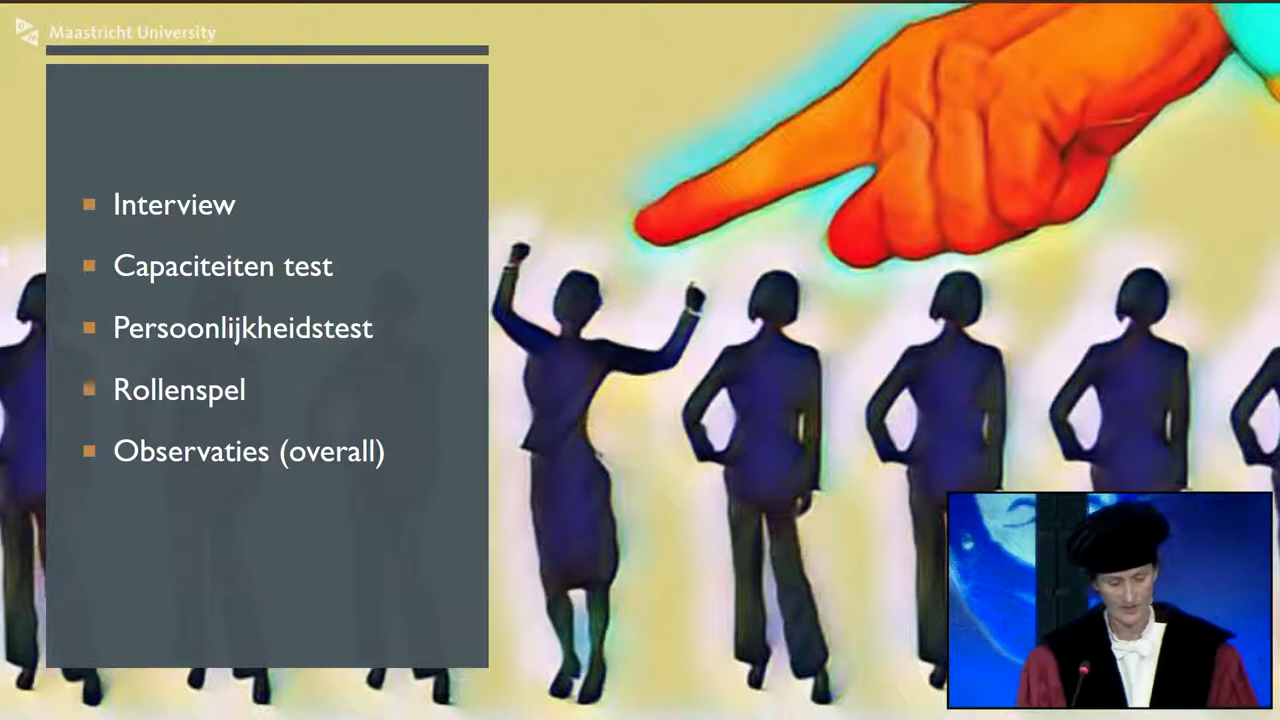 Maastricht University
Interview
Capaciteiten test
Persoonlijkheidstest
Rollenspel
Observaties (overall)